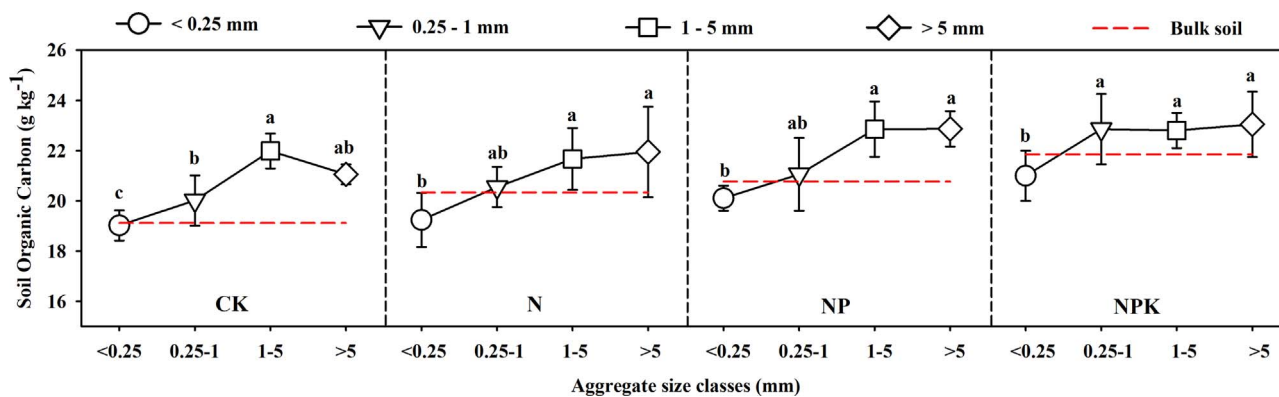 < 0.25 mm 0.25 - 1 mm 1 - 5 mm > 5 mm Bulk soil
26
24
22
20
18
16
Soil Organic Carbon (g kg-1)
c b a ab
b ab a a
b ab a a
b a a a
CK N NP NPK
<0.25 0.25-1 1-5 >5 <0.25 0.25-1 1-5 >5 <0.25 0.25-1 1-5 >5 <0.25 0.25-1 1-5 >5
Aggregate size classes (mm)